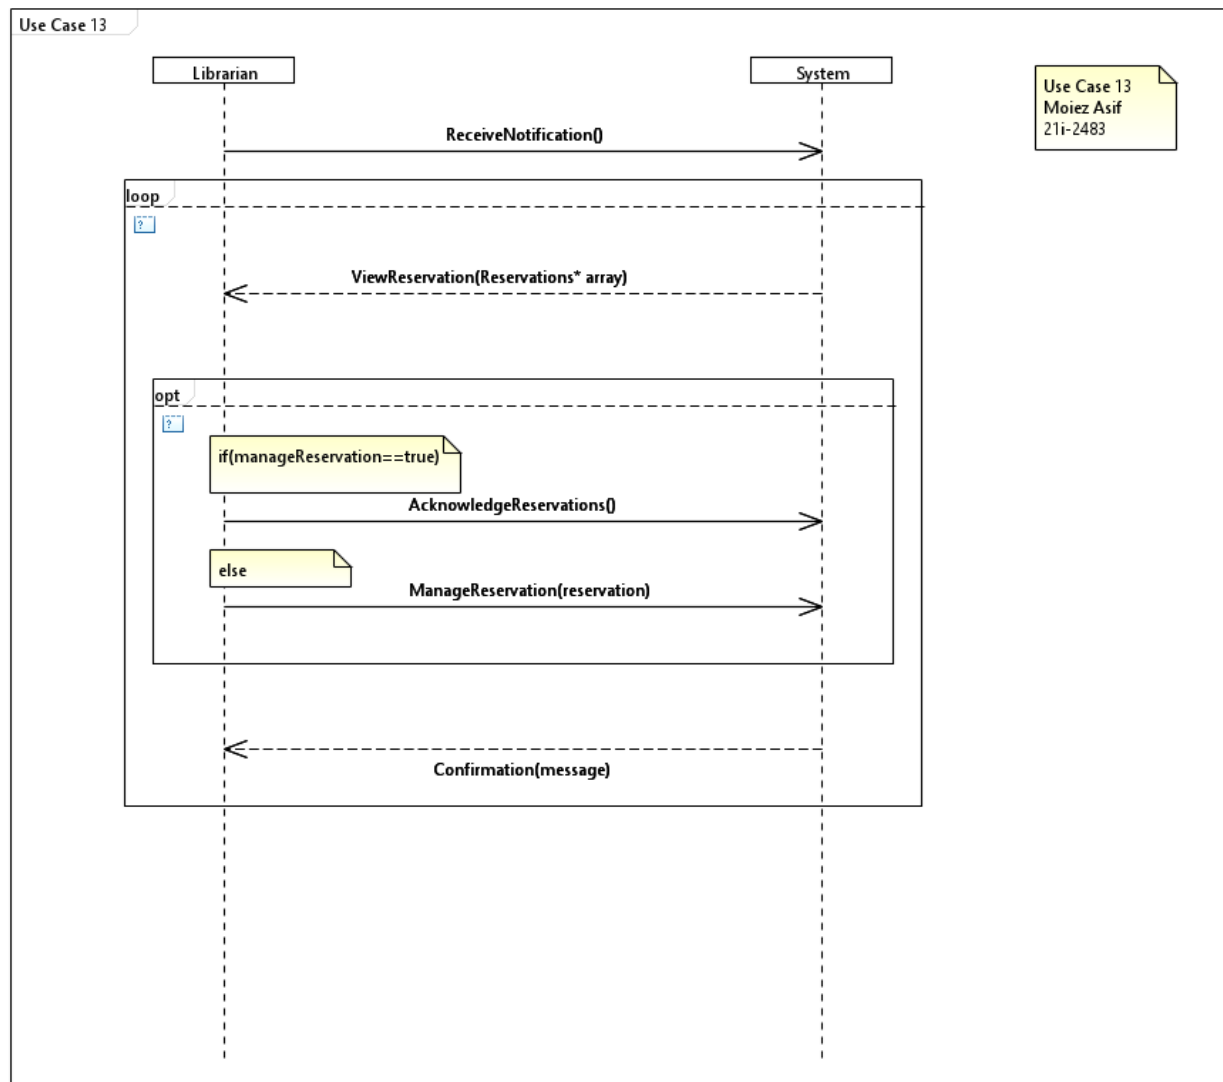 Use Case 13
Librarian
System
Use Case 13
Moiez Asif
21i-2483
ReceiveNotification()
loop
?
ViewReservation(Reservations* array)
opt
?
if(manageReservation==true)
AcknowledgeReservations()
else
ManageReservation(reservation)
Confirmation(message)